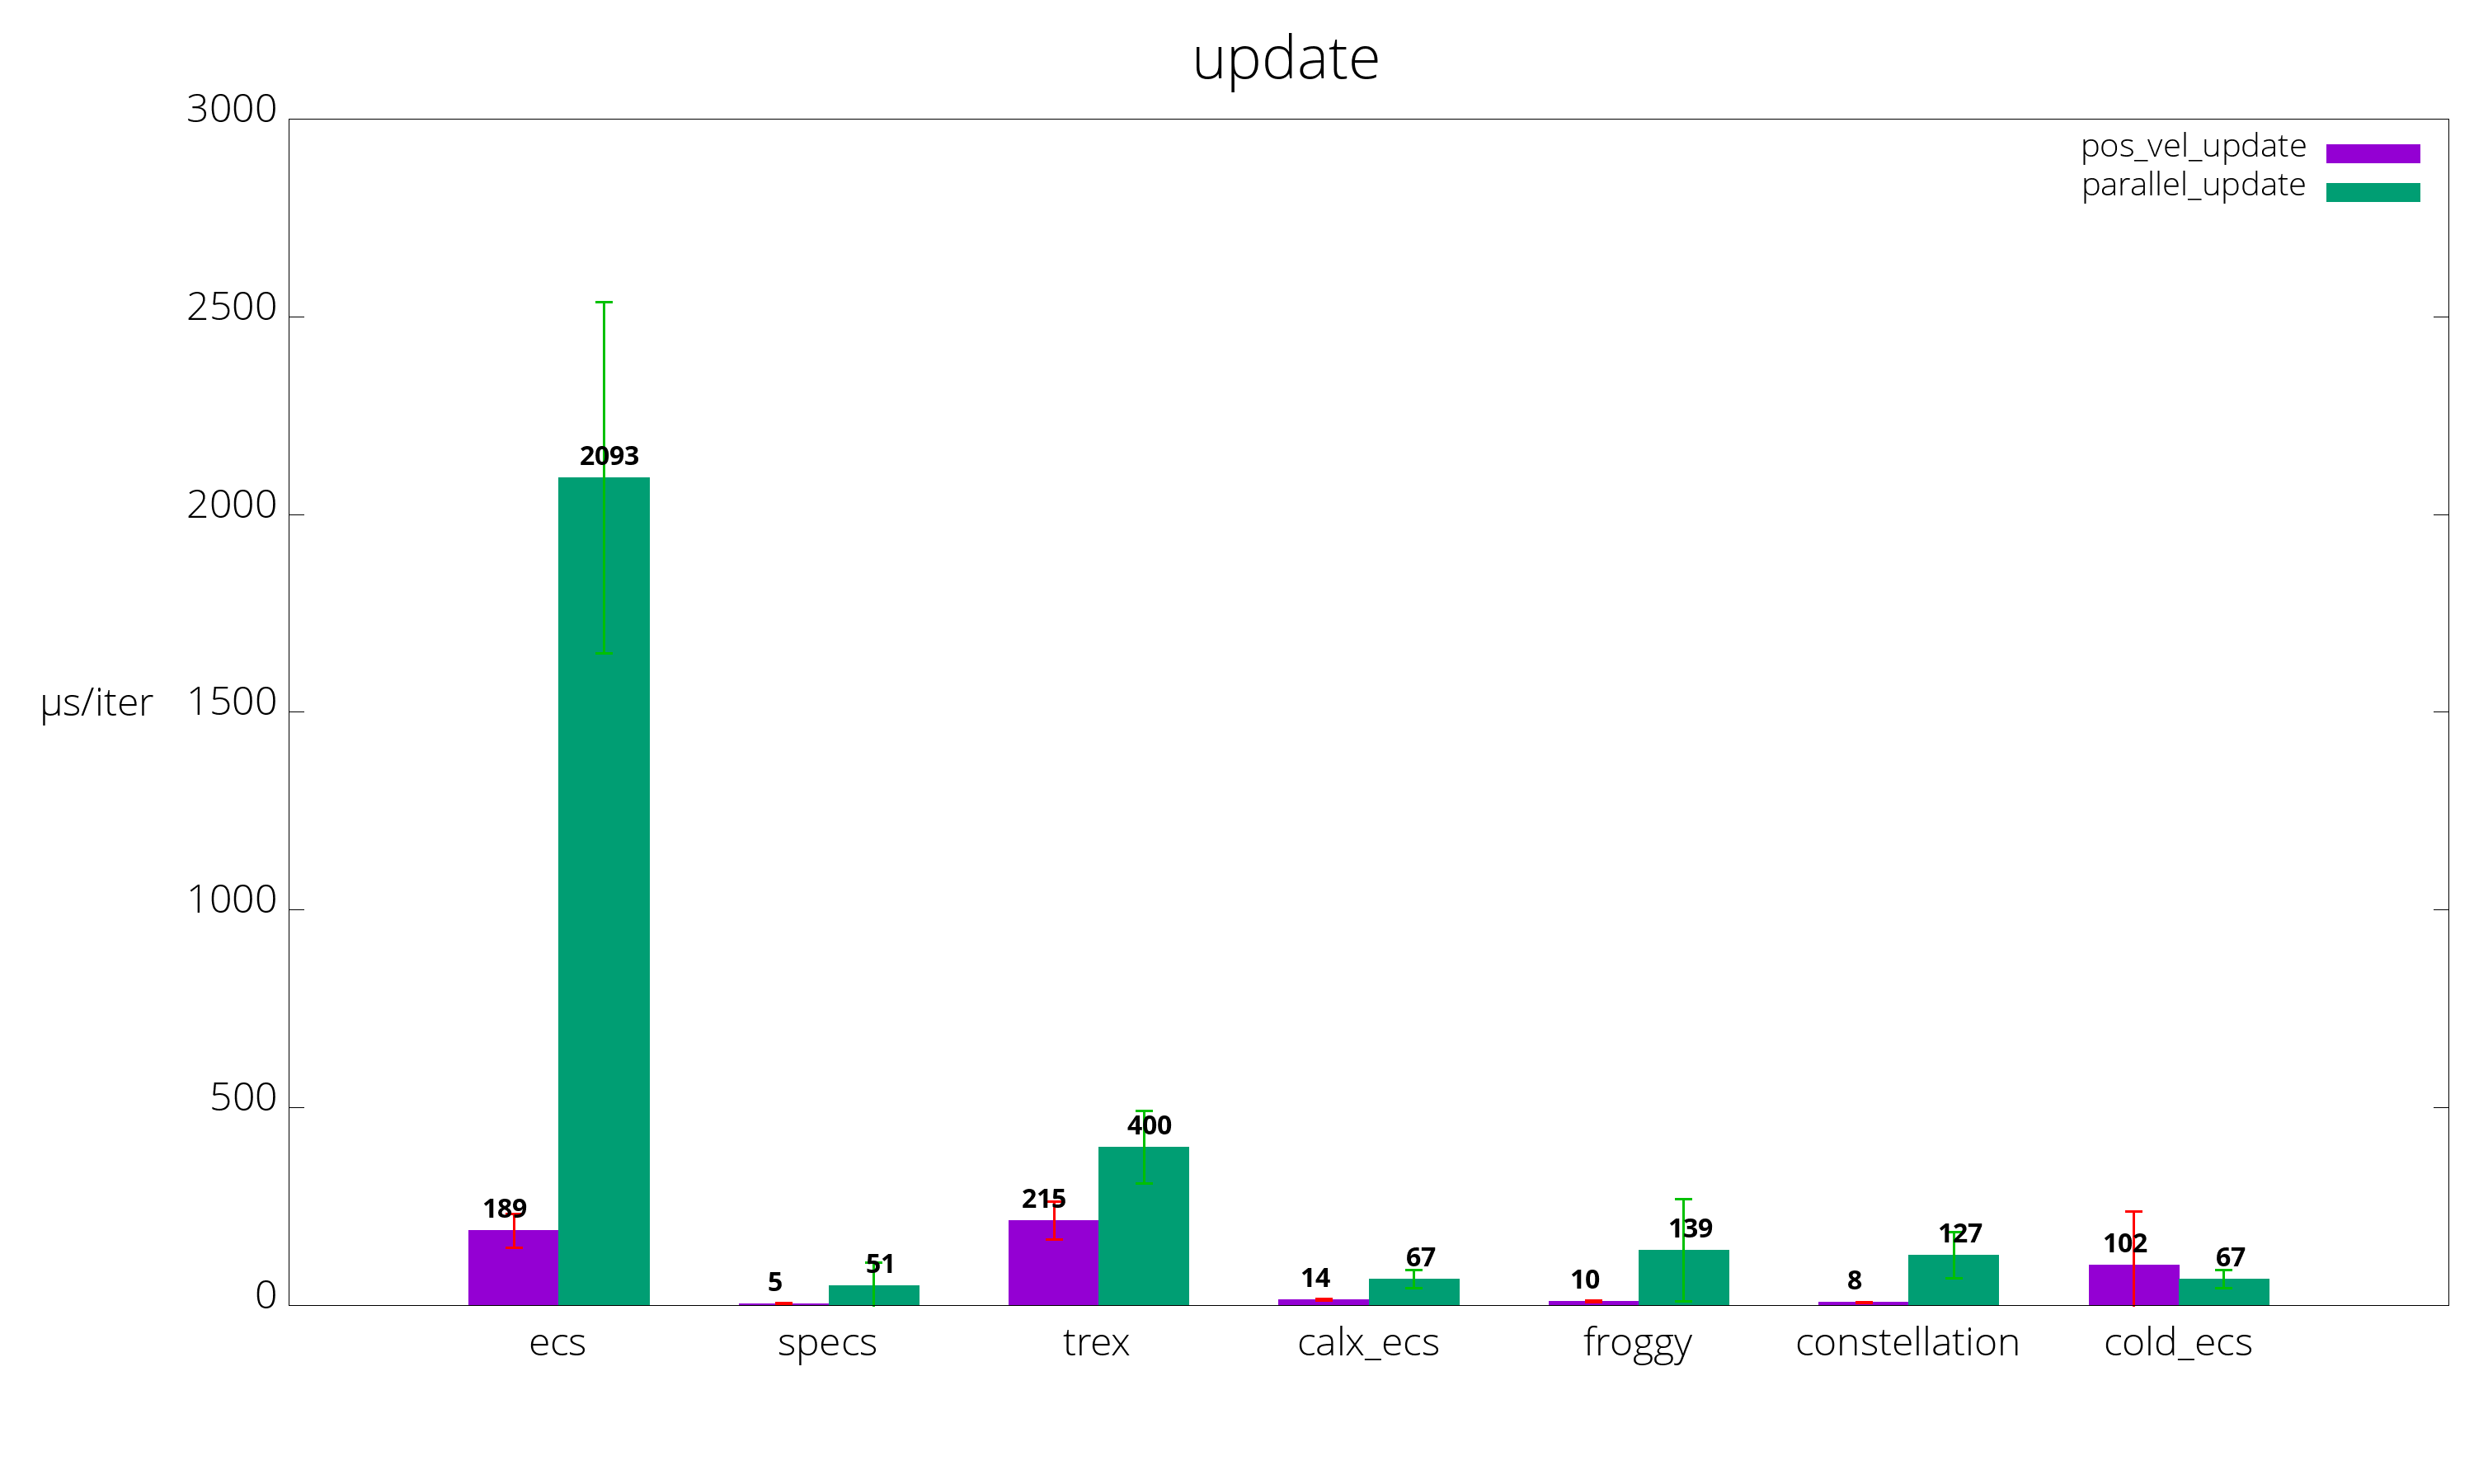 update
pos_vel_update
parallel_update
3000
2500
2000
1500
1000
500
0
µs/iter
189
2093
5
51
215
400
14
67
10
139
8
127
102
67
ecs
specs
trex
calx_ecs
froggy
constellation
cold_ecs